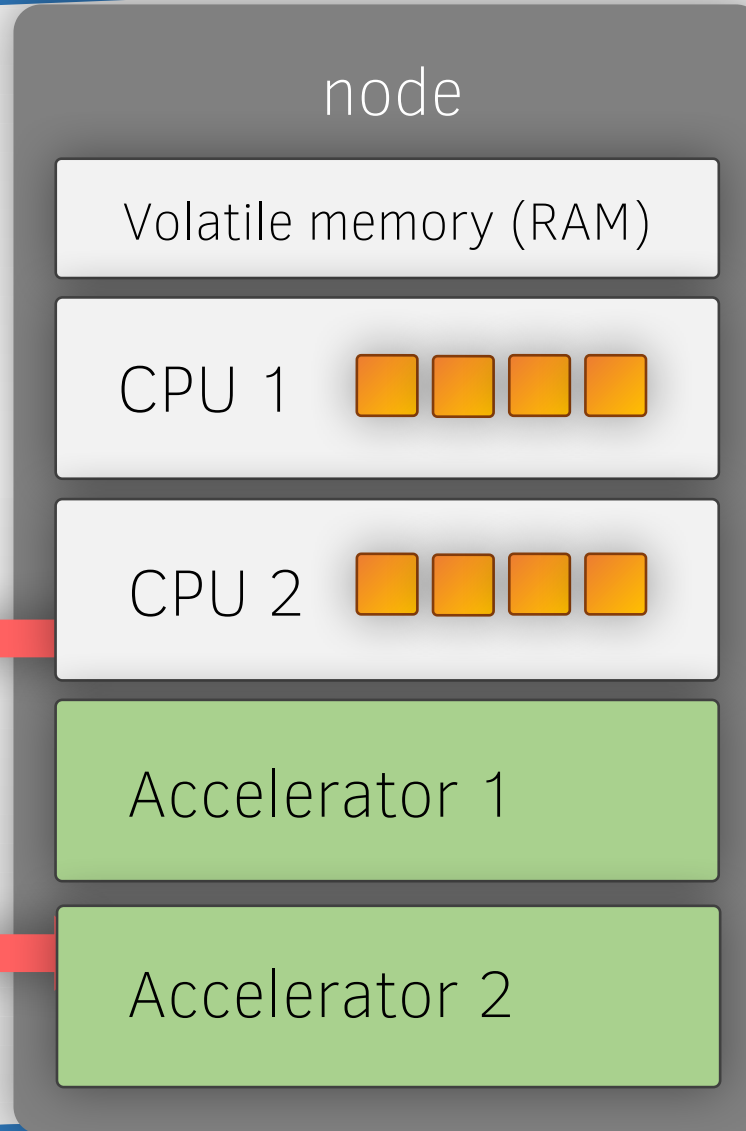 node
Volatile memory (RAM)
CPU 1
CPU 2
Accelerator 1
Accelerator 2